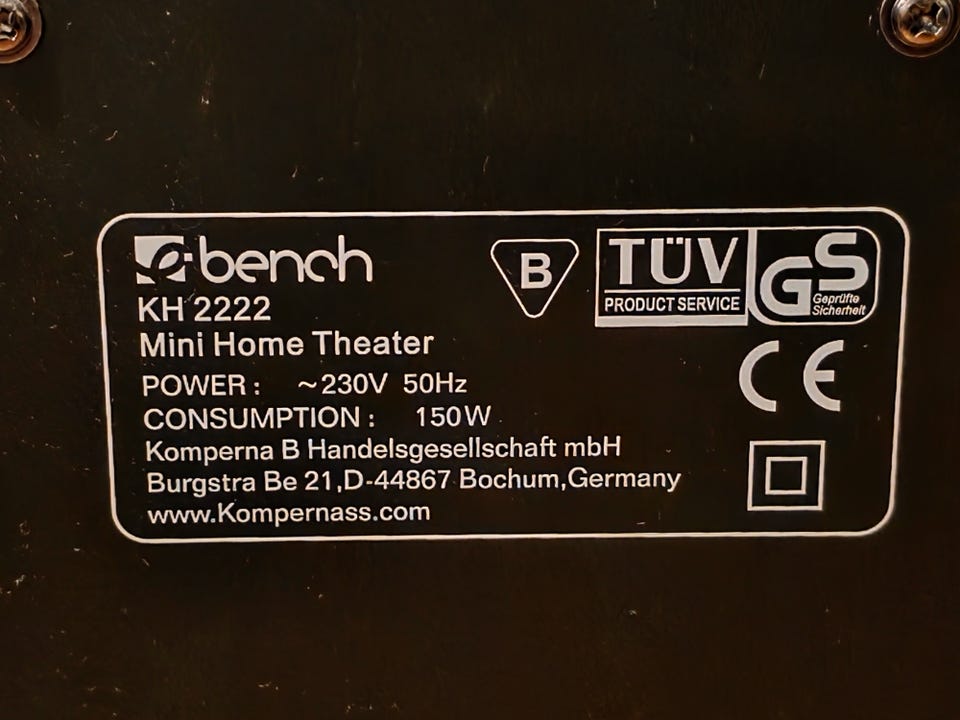 e·bench
KH 2222
Mini Home Theater
POWER : ~230V 50Hz
CONSUMPTION : 150W
Komperna B Handelsgesellschaft mbH
Burgstra Be 21,D-44867 Bochum,Germany
www.Kompernass.com
B
TÜV
PRODUCT SERVICE
GS
Geprüfte
Sicherheit
CE